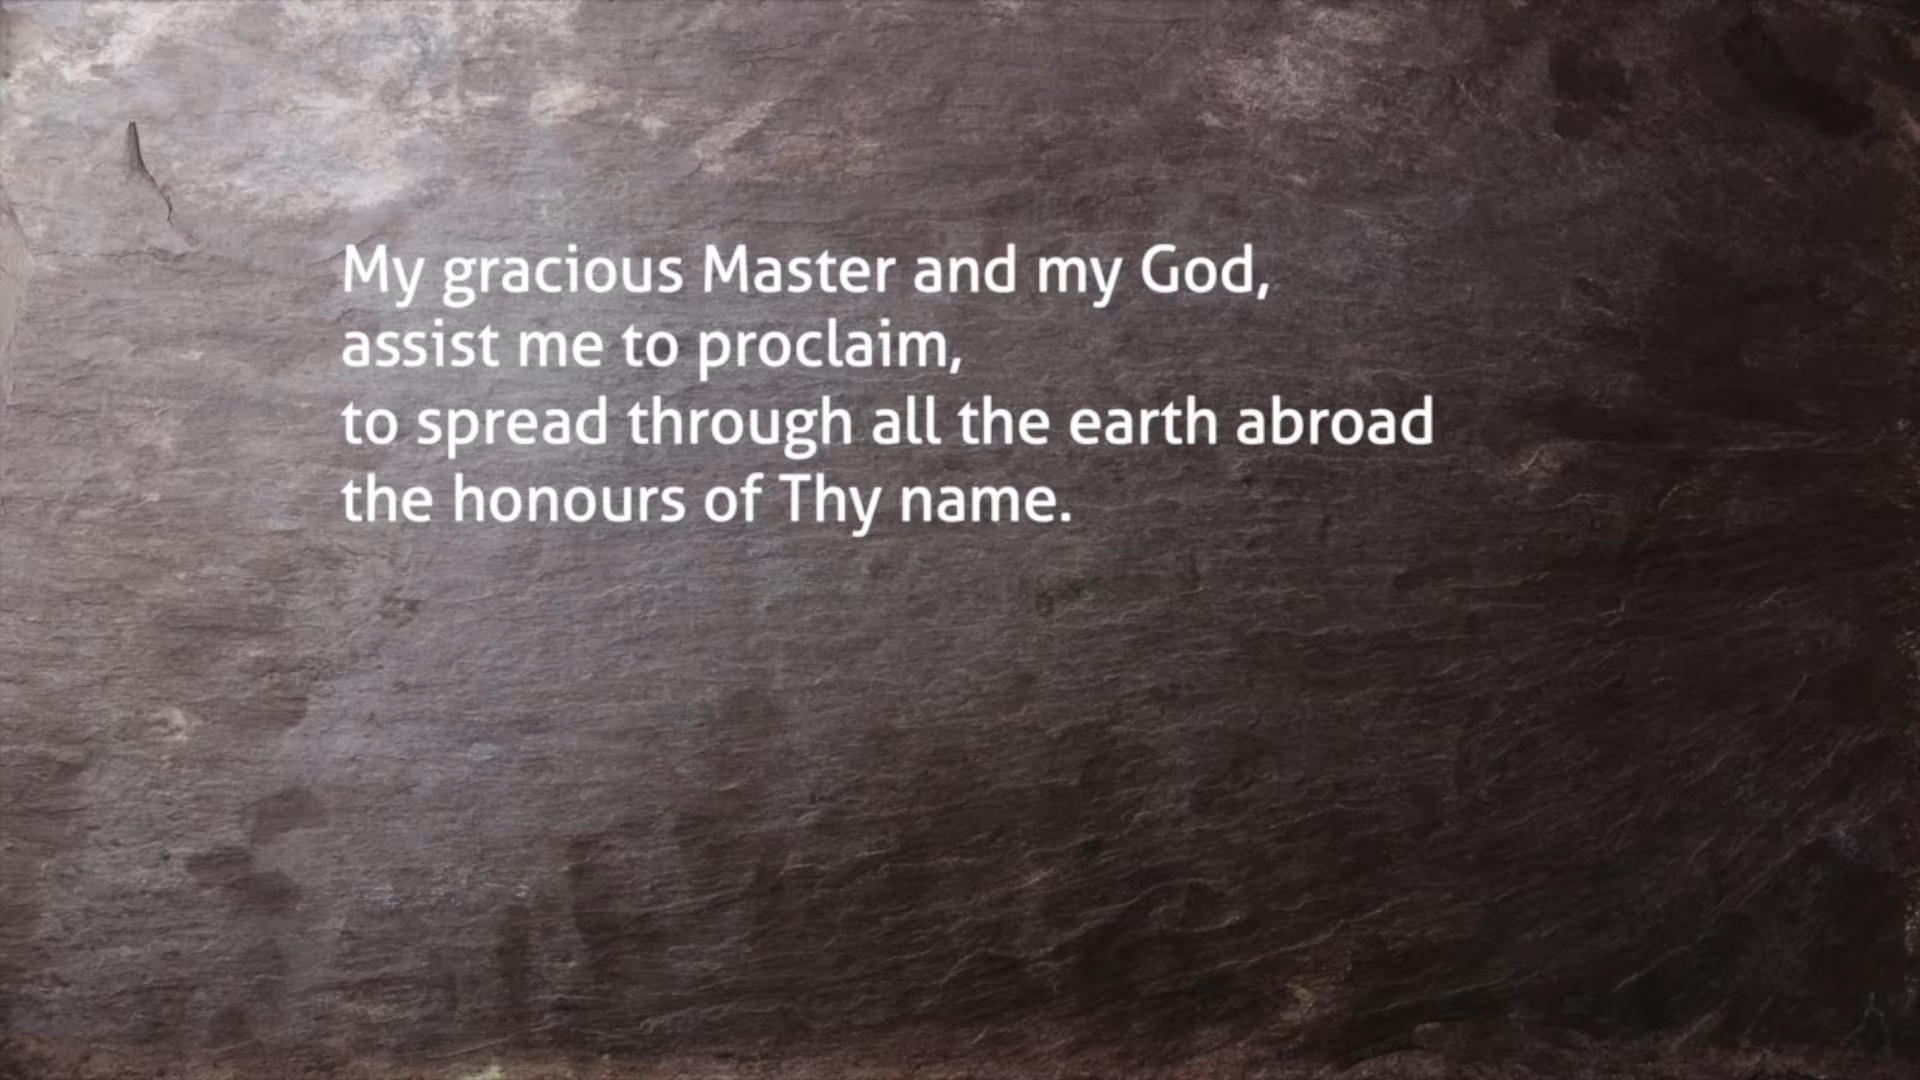 My gracious Master and my God,
assist me to proclaim,
to spread through all the earth abroad
the honours of Thy name.